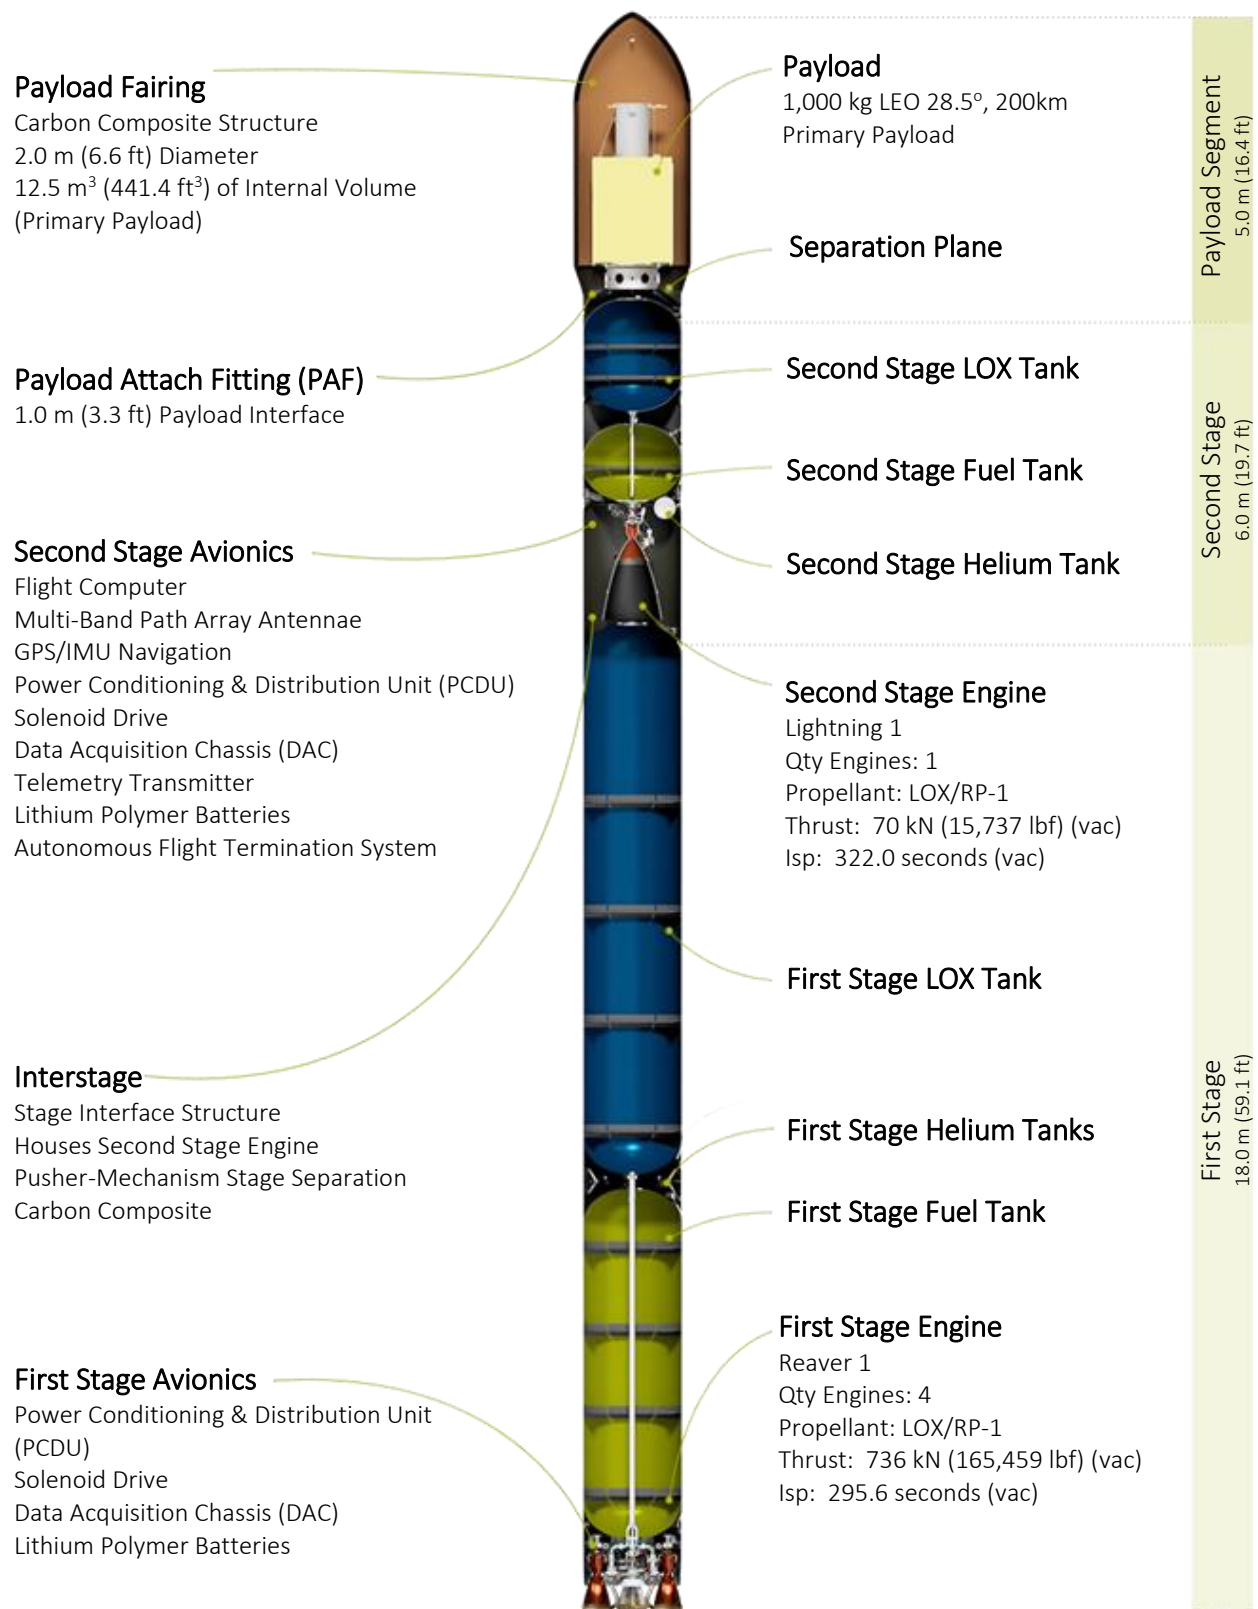 Payload Fairing
Carbon Composite Structure
2.0 m (6.6 ft) Diameter
12.5 m³ (441.4 ft³) of Internal Volume
(Primary Payload)
Payload
1,000 kg LEO 28.5°, 200km
Primary Payload
Separation Plane
Payload Segment
5.0 m (16.4 ft)
Payload Attach Fitting (PAF)
1.0 m (3.3 ft) Payload Interface
Second Stage LOX Tank
Second Stage Fuel Tank
Second Stage Helium Tank
Second Stage
6.0 m (19.7 ft)
Second Stage Avionics
Flight Computer
Multi-Band Path Array Antennae
GPS/IMU Navigation
Power Conditioning & Distribution Unit (PCDU)
Solenoid Drive
Data Acquisition Chassis (DAC)
Telemetry Transmitter
Lithium Polymer Batteries
Autonomous Flight Termination System
Second Stage Engine
Lightning 1
Qty Engines: 1
Propellant: LOX/RP-1
Thrust: 70 kN (15,737 lbf) (vac)
Isp: 322.0 seconds (vac)
First Stage LOX Tank
Interstage
Stage Interface Structure
Houses Second Stage Engine
Pusher-Mechanism Stage Separation
Carbon Composite
First Stage Helium Tanks
First Stage Fuel Tank
First Stage
18.0 m (59.1 ft)
First Stage Engine
Reaver 1
Qty Engines: 4
Propellant: LOX/RP-1
Thrust: 736 kN (165,459 lbf) (vac)
Isp: 295.6 seconds (vac)
First Stage Avionics
Power Conditioning & Distribution Unit
(PCDU)
Solenoid Drive
Data Acquisition Chassis (DAC)
Lithium Polymer Batteries